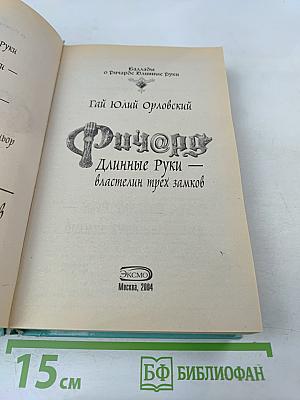 Баллады
о Ричарде Длинные Руки
Гай Юлий Орловский
Ричард
Длинные Руки —
властелин трех замков
ЭКСМО
Москва, 2004
15 см
БФ БИБЛИОФАН